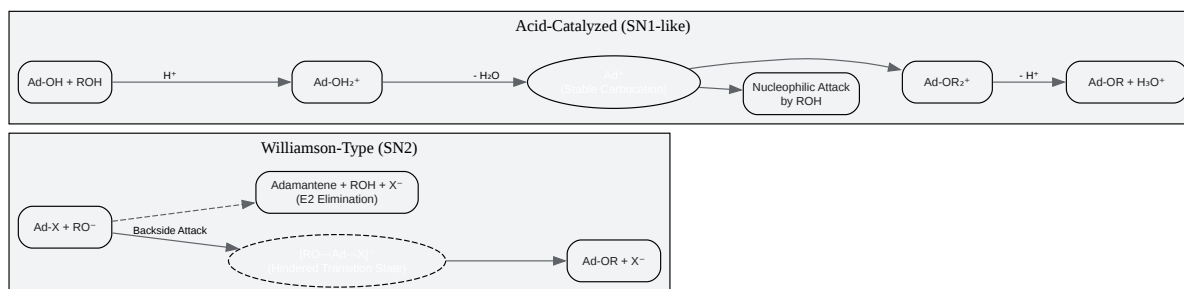 Acid-Catalyzed (SN1-like)
Ad-OH + ROH
H⁺
Ad-OH₂⁺
- H₂O
Ad⁺
(Stable Carbocation)
Nucleophilic Attack
by ROH
Ad-OR₂⁺
- H⁺
Ad-OR + H₃O⁺
Williamson-Type (SN2)
Adamantene + ROH + X⁻
(E2 Elimination)
Ad-X + RO⁻
Backside Attack
(Hindered Transition State)
Ad-OR + X⁻